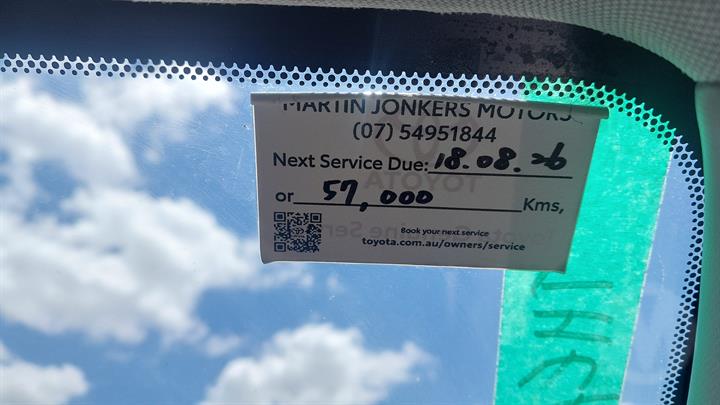 MARTIN JONKERS MOTORS
(07) 54951844
Next Service Due: 18.08.26
or 57,000 Kms,
Book your next service
toyota.com.au/owners/service
TOYOTA